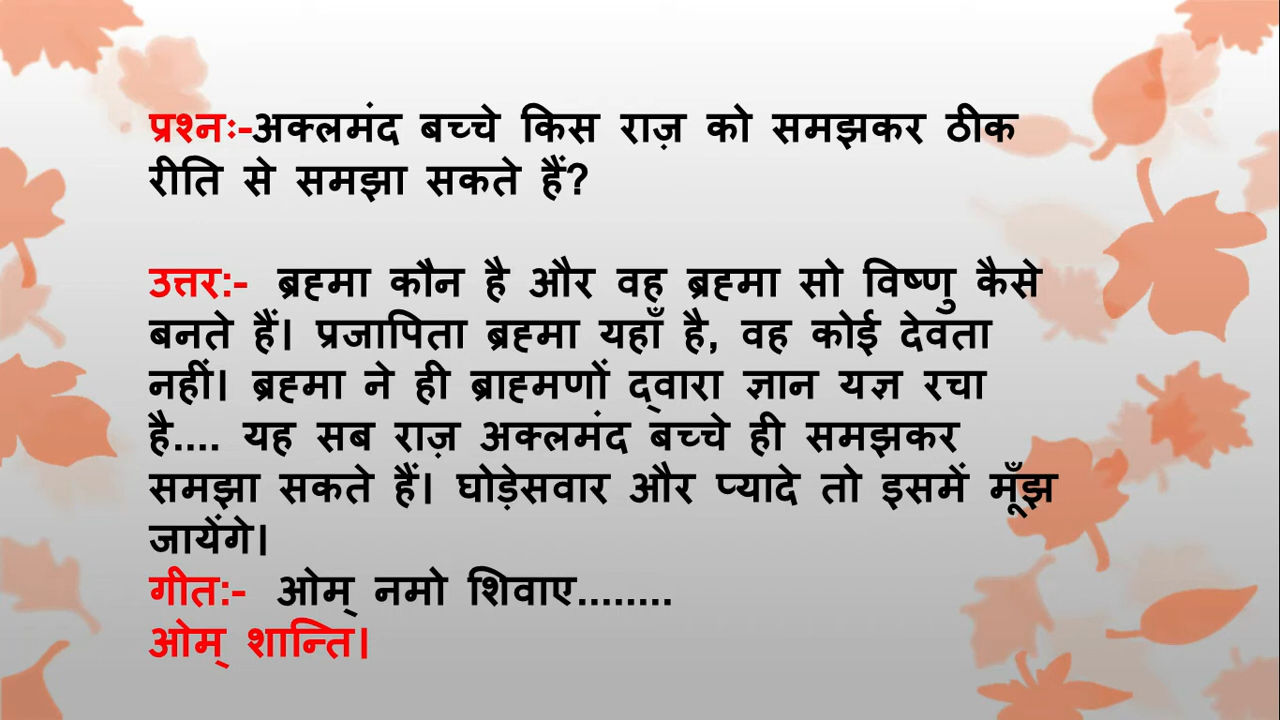 प्रश्नः-अक्लमंद बच्चे किस राज़ को समझकर ठीक
रीति से समझा सकते हैं?
उत्तर:- ब्रह्मा कौन है और वह ब्रह्मा सो विष्णु कैसे
बनते हैं। प्रजापिता ब्रह्मा यहाँ है, वह कोई देवता
नहीं। ब्रह्मा ने ही ब्राह्मणों द्वारा ज्ञान यज्ञ रचा
है.... यह सब राज़ अक्लमंद बच्चे ही समझकर
समझा सकते हैं। घोड़ेसवार और प्यादे तो इसमें मूँझ
जायेंगे।
गीत:- ओम् नमो शिवाए........
ओम् शान्ति।